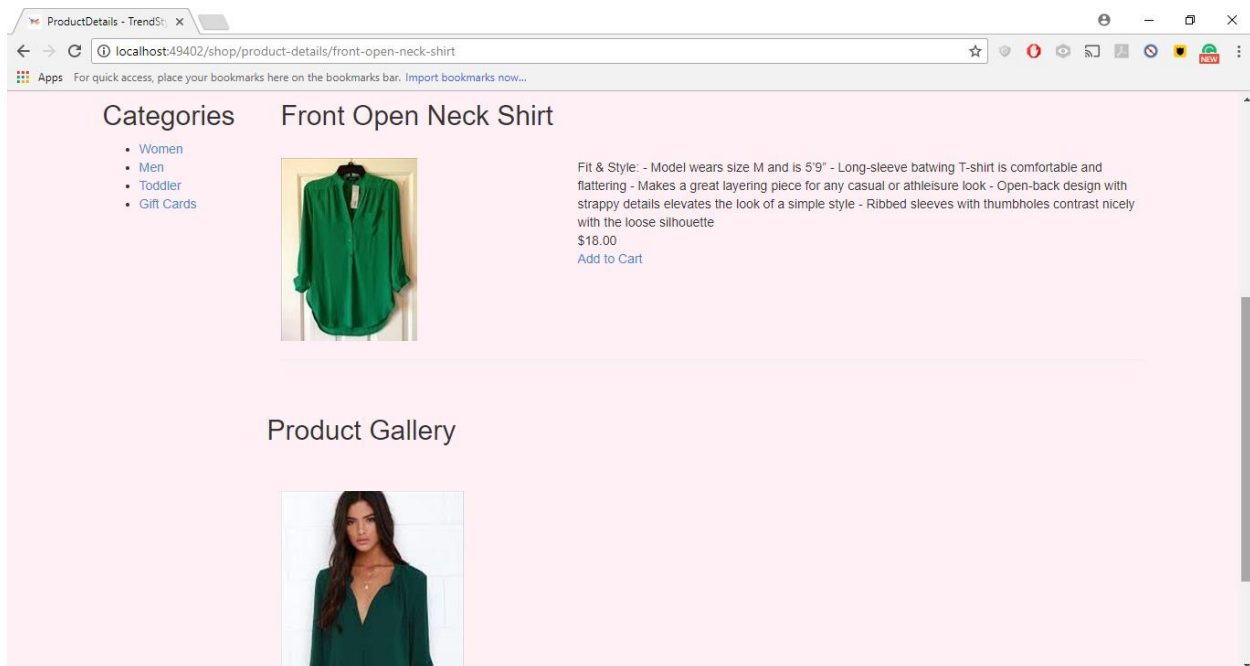 ProductDetails - TrendSt
localhost:49402/shop/product-details/front-open-neck-shirt
NEW
Apps For quick access, place your bookmarks here on the bookmarks bar. Import bookmarks now...
Categories
Women
Men
Toddler
Gift Cards
Front Open Neck Shirt
Fit & Style: - Model wears size M and is 5'9" - Long-sleeve batwing T-shirt is comfortable and
flattering - Makes a great layering piece for any casual or athleisure look - Open-back design with
strappy details elevates the look of a simple style - Ribbed sleeves with thumbholes contrast nicely
with the loose silhouette
$18.00
Add to Cart
Product Gallery